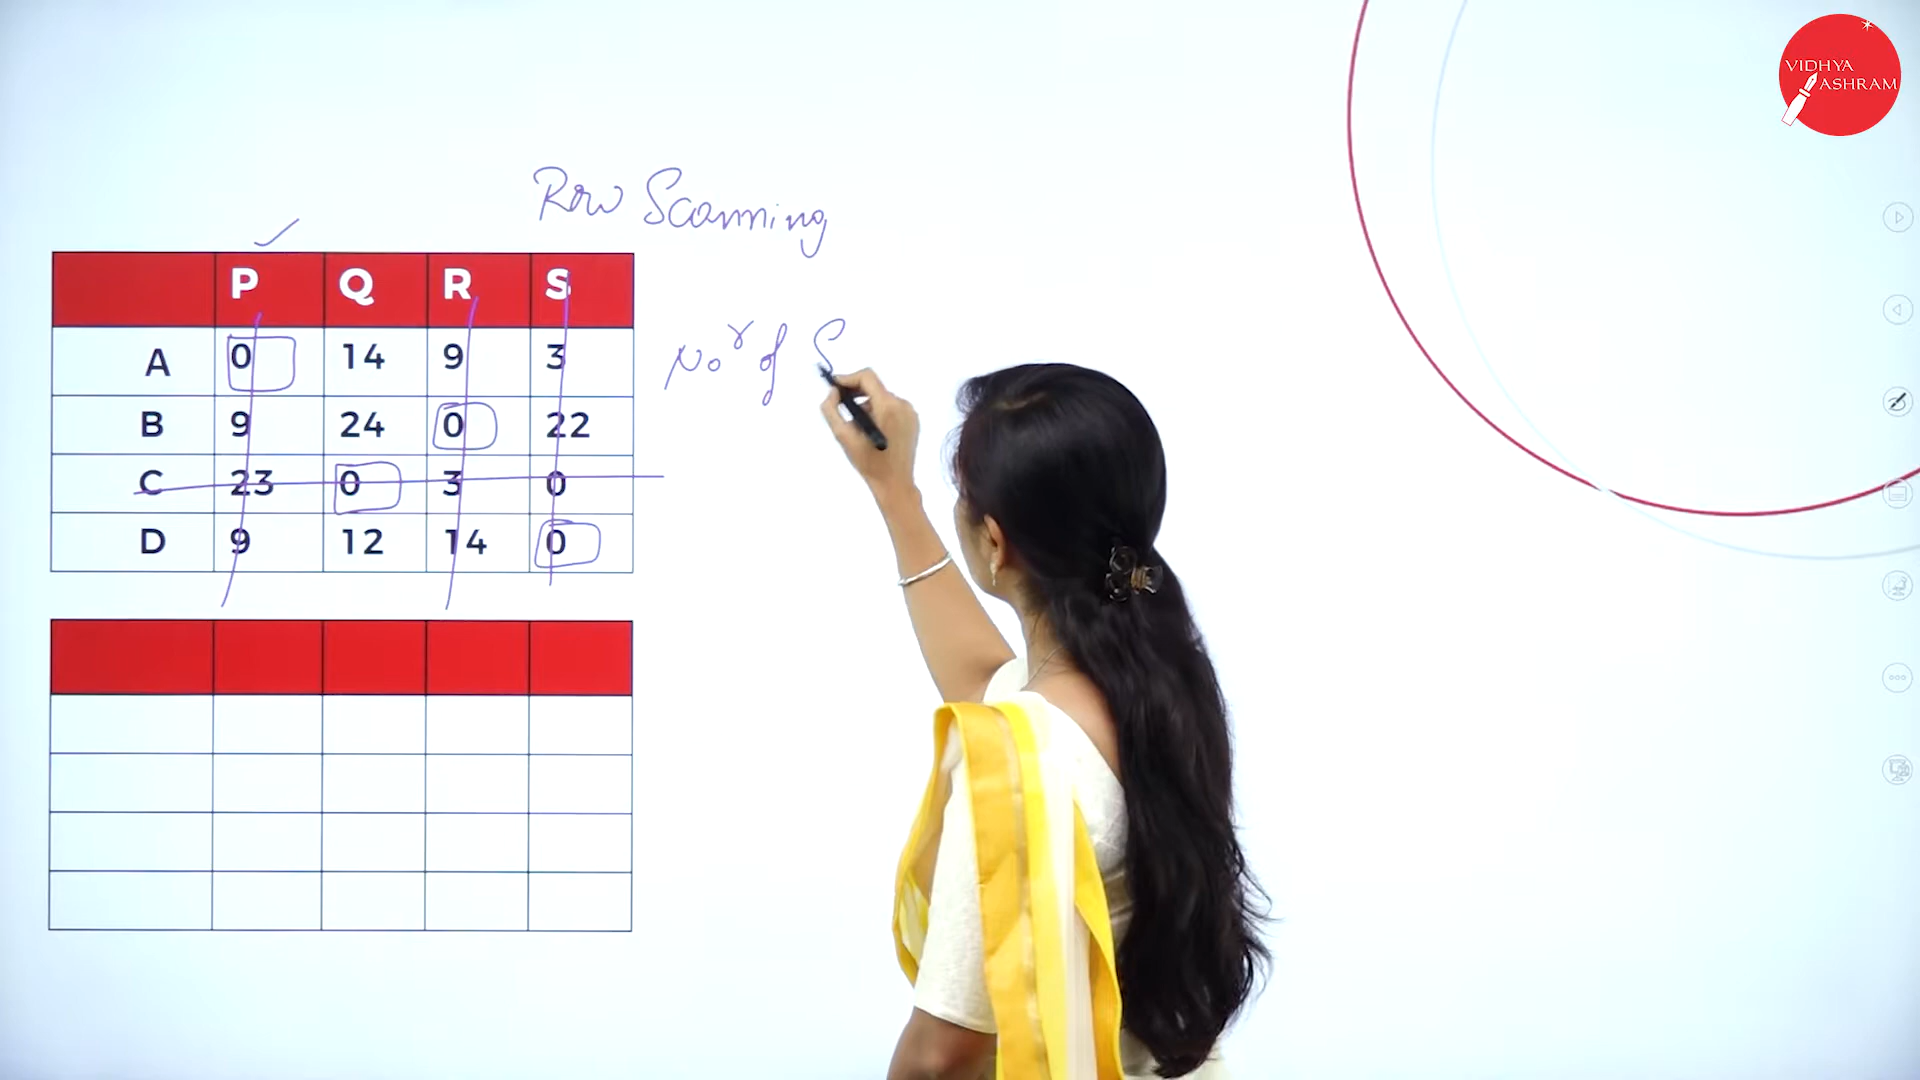 VIDHYA
ASHRAM
Row Scanning
P Q R S
A 0 14 9 3
No r of S
B 9 24 0 22
C 23 0 3 0
D 9 12 14 0